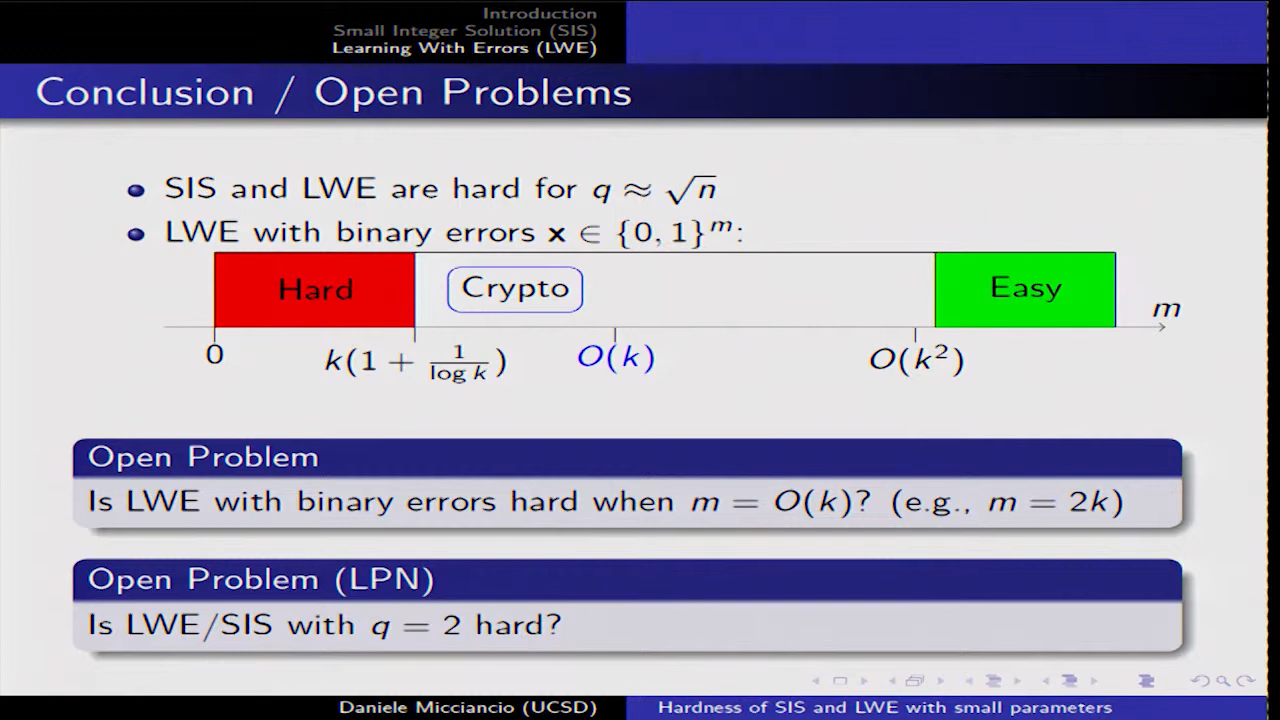 Introduction
Small Integer Solution (SIS)
Learning With Errors (LWE)
Conclusion / Open Problems
SIS and LWE are hard for q ≈ √n
LWE with binary errors x ∈ {0, 1}^m:
Hard Crypto Easy
m
0 k(1 + 1/log k) O(k) O(k²)
Open Problem
Is LWE with binary errors hard when m = O(k)? (e.g., m = 2k)
Open Problem (LPN)
Is LWE/SIS with q = 2 hard?
Daniele Micciancio (UCSD) Hardness of SIS and LWE with small parameters